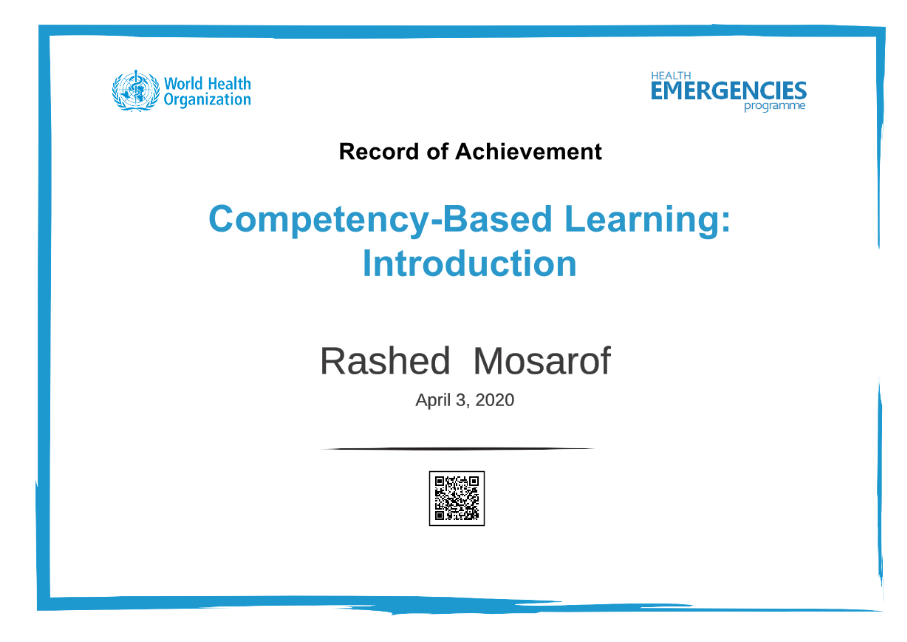 World Health
Organization
HEALTH
EMERGENCIES
programme
Record of Achievement
Competency-Based Learning:
Introduction
Rashed Mosarof
April 3, 2020